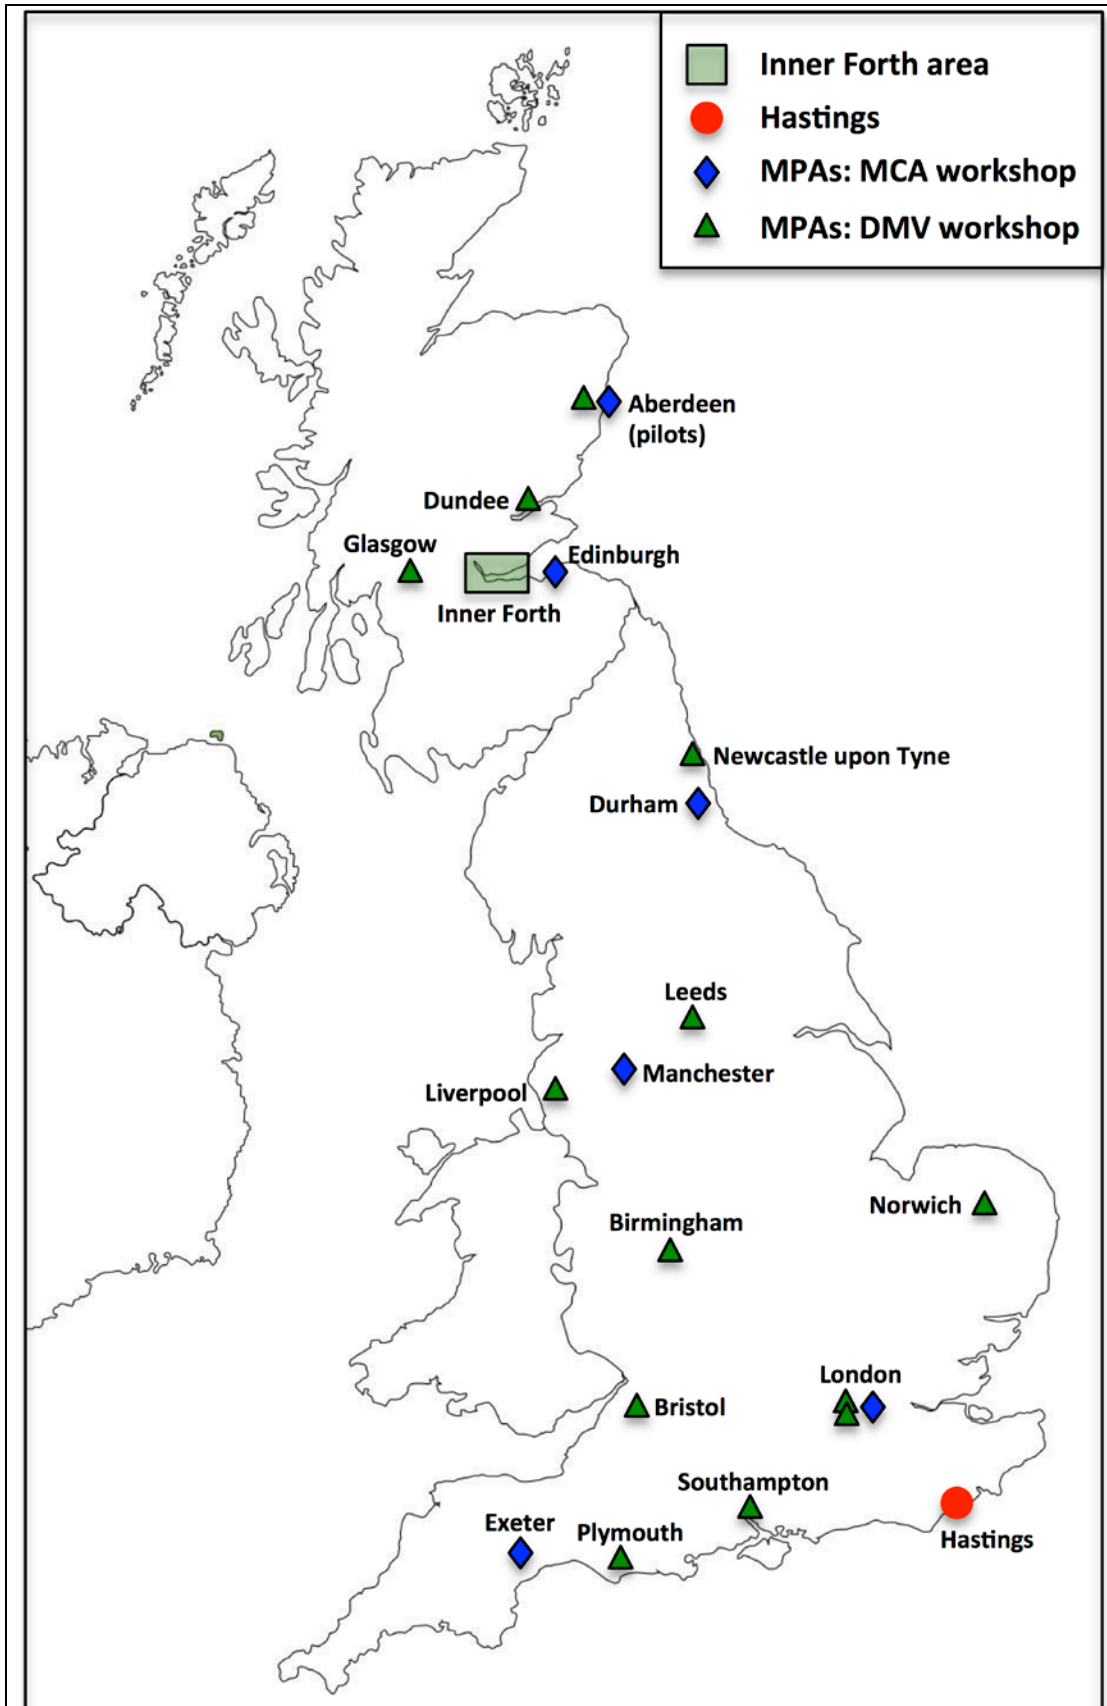 Inner Forth area
Hastings
MPAs: MCA workshop
MPAs: DMV workshop
Aberdeen
(pilots)
Dundee
Glasgow
Edinburgh
Inner Forth
Newcastle upon Tyne
Durham
Leeds
Manchester
Liverpool
Norwich
Birmingham
London
Bristol
Southampton
Exeter
Plymouth
Hastings